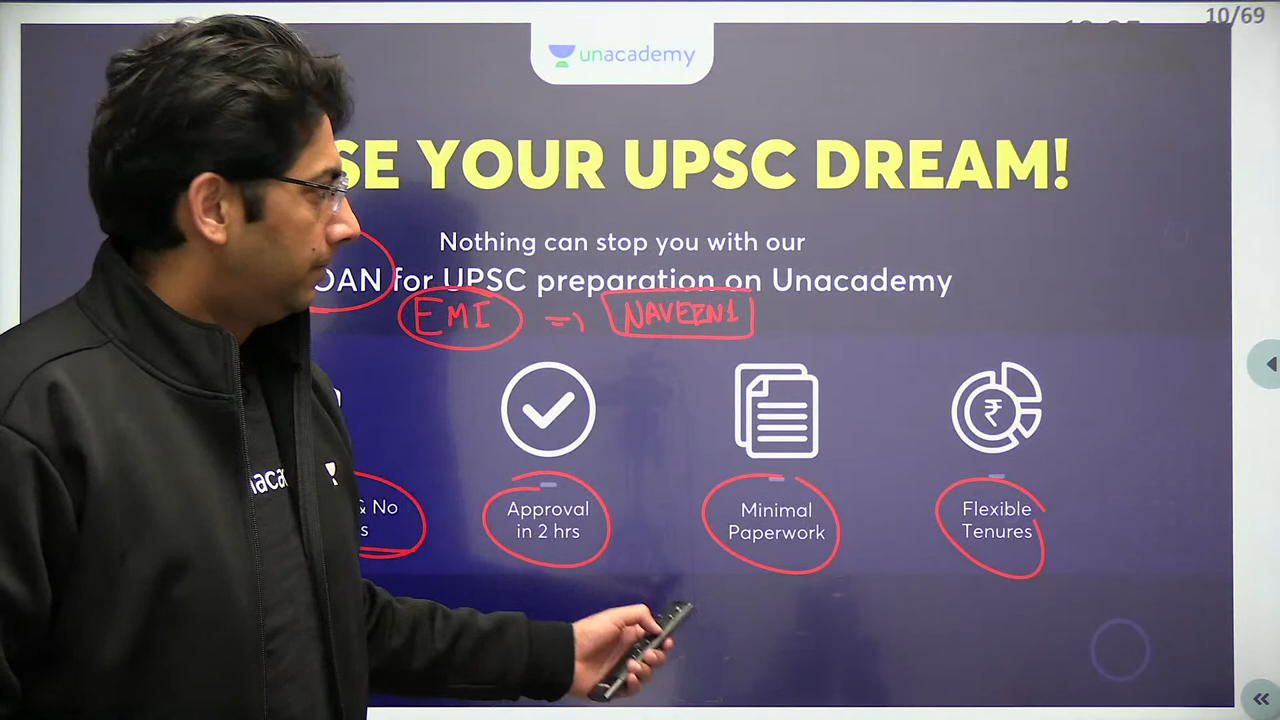 10/69
unacademy
SE YOUR UPSC DREAM!
Nothing can stop you with our
OAN for UPSC preparation on Unacademy
EMI => NAVEEN1
& No
s
Approval
in 2 hrs
Minimal
Paperwork
Flexible
Tenures
unaca